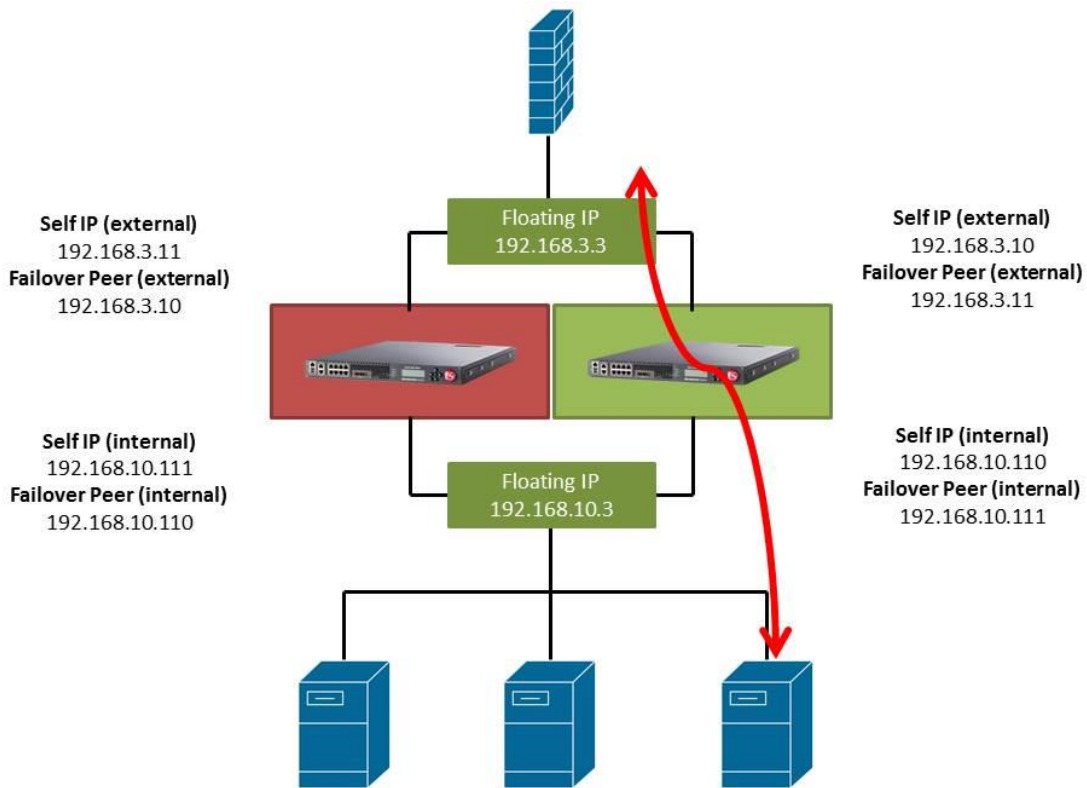 Floating IP
192.168.3.3
Self IP (external)
192.168.3.11
Failover Peer (external)
192.168.3.10
Self IP (external)
192.168.3.10
Failover Peer (external)
192.168.3.11
Self IP (internal)
192.168.10.111
Failover Peer (internal)
192.168.10.110
Floating IP
192.168.10.3
Self IP (internal)
192.168.10.110
Failover Peer (internal)
192.168.10.111